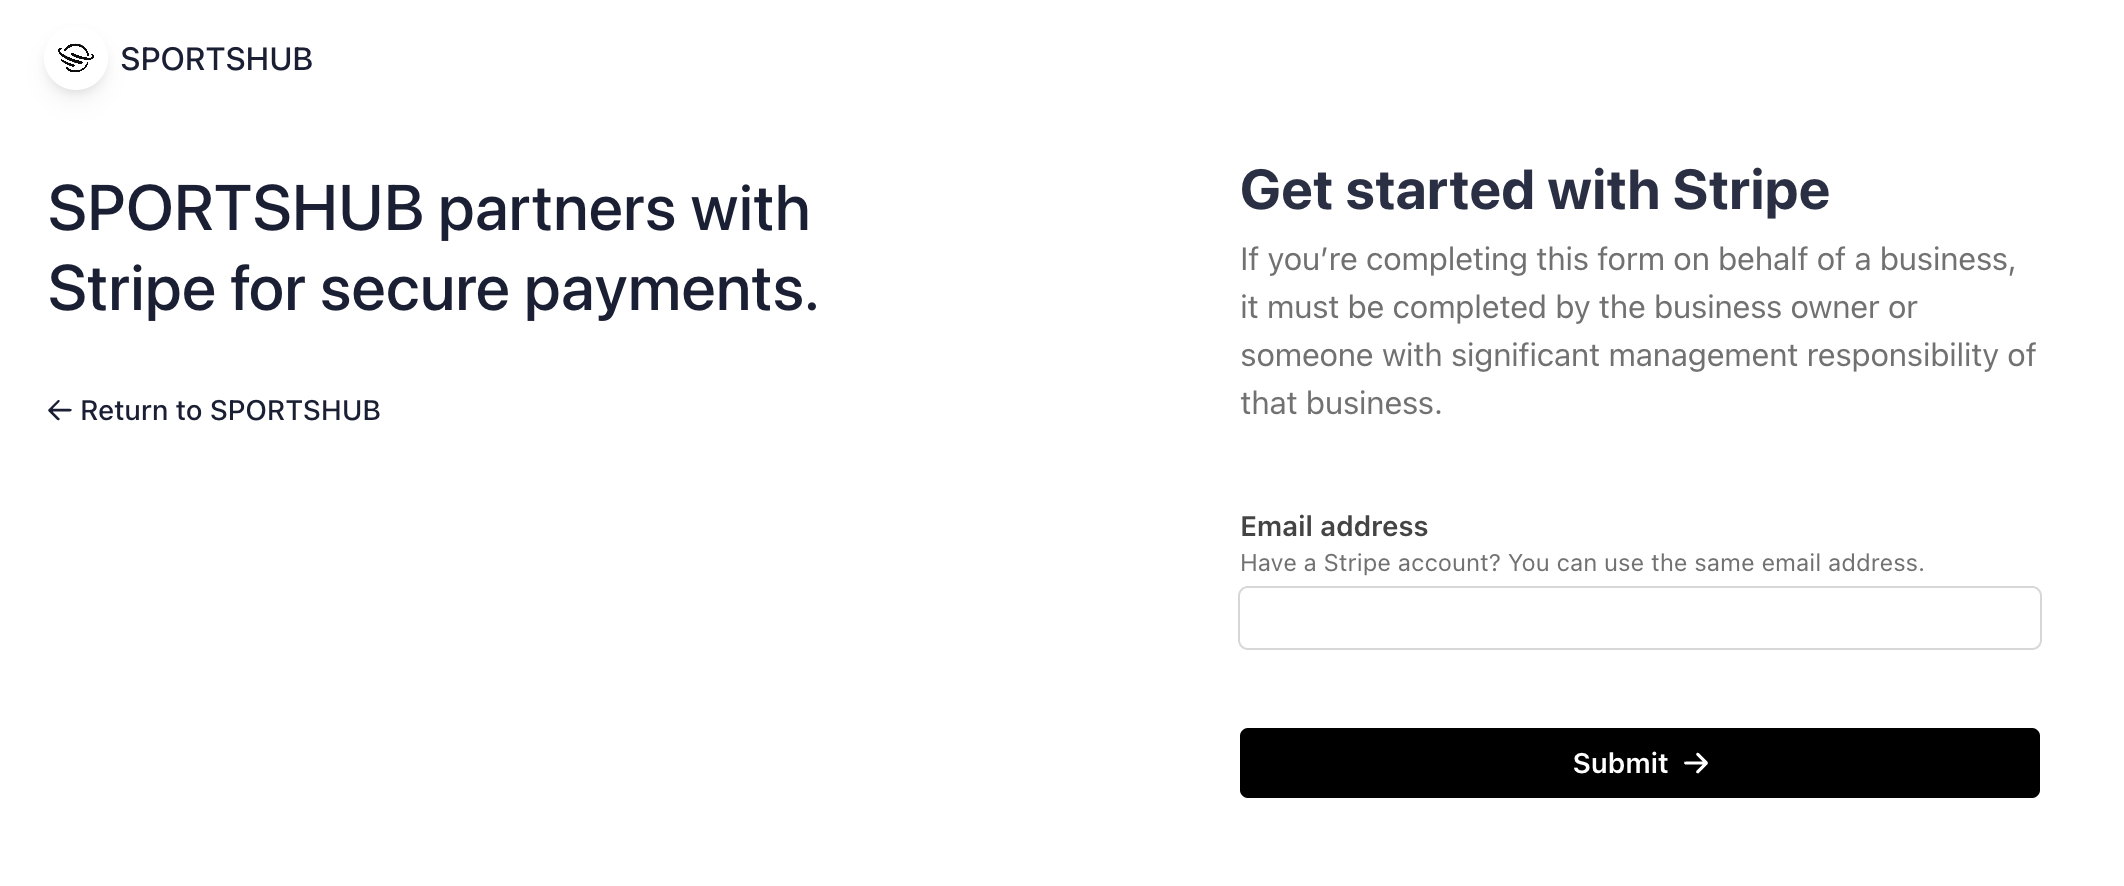 SPORTSHUB
SPORTSHUB partners with
Stripe for secure payments.
← Return to SPORTSHUB
Get started with Stripe
If you’re completing this form on behalf of a business,
it must be completed by the business owner or
someone with significant management responsibility of
that business.
Email address
Have a Stripe account? You can use the same email address.
Submit →